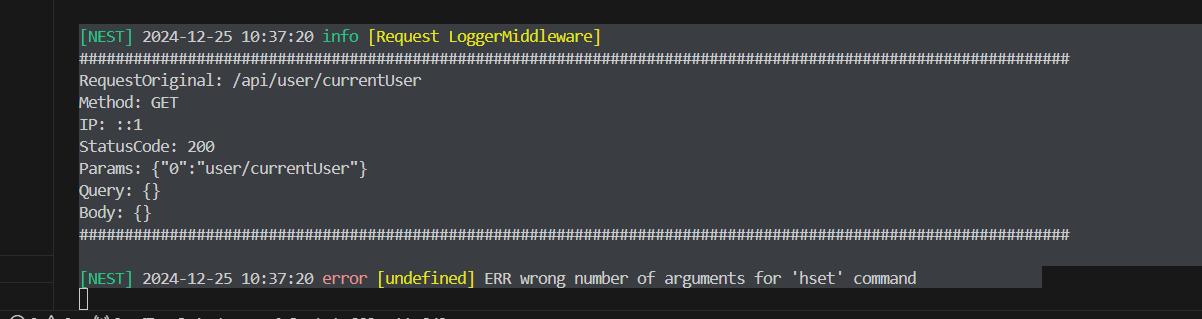 [NEST] 2024-12-25 10:37:20 info [Request LoggerMiddleware]
##############################################################################################################
RequestOriginal: /api/user/currentUser
Method: GET
IP: ::1
StatusCode: 200
Params: {"0":"user/currentUser"}
Query: {}
Body: {}
##############################################################################################################
[NEST] 2024-12-25 10:37:20 error [undefined] ERR wrong number of arguments for 'hset' command